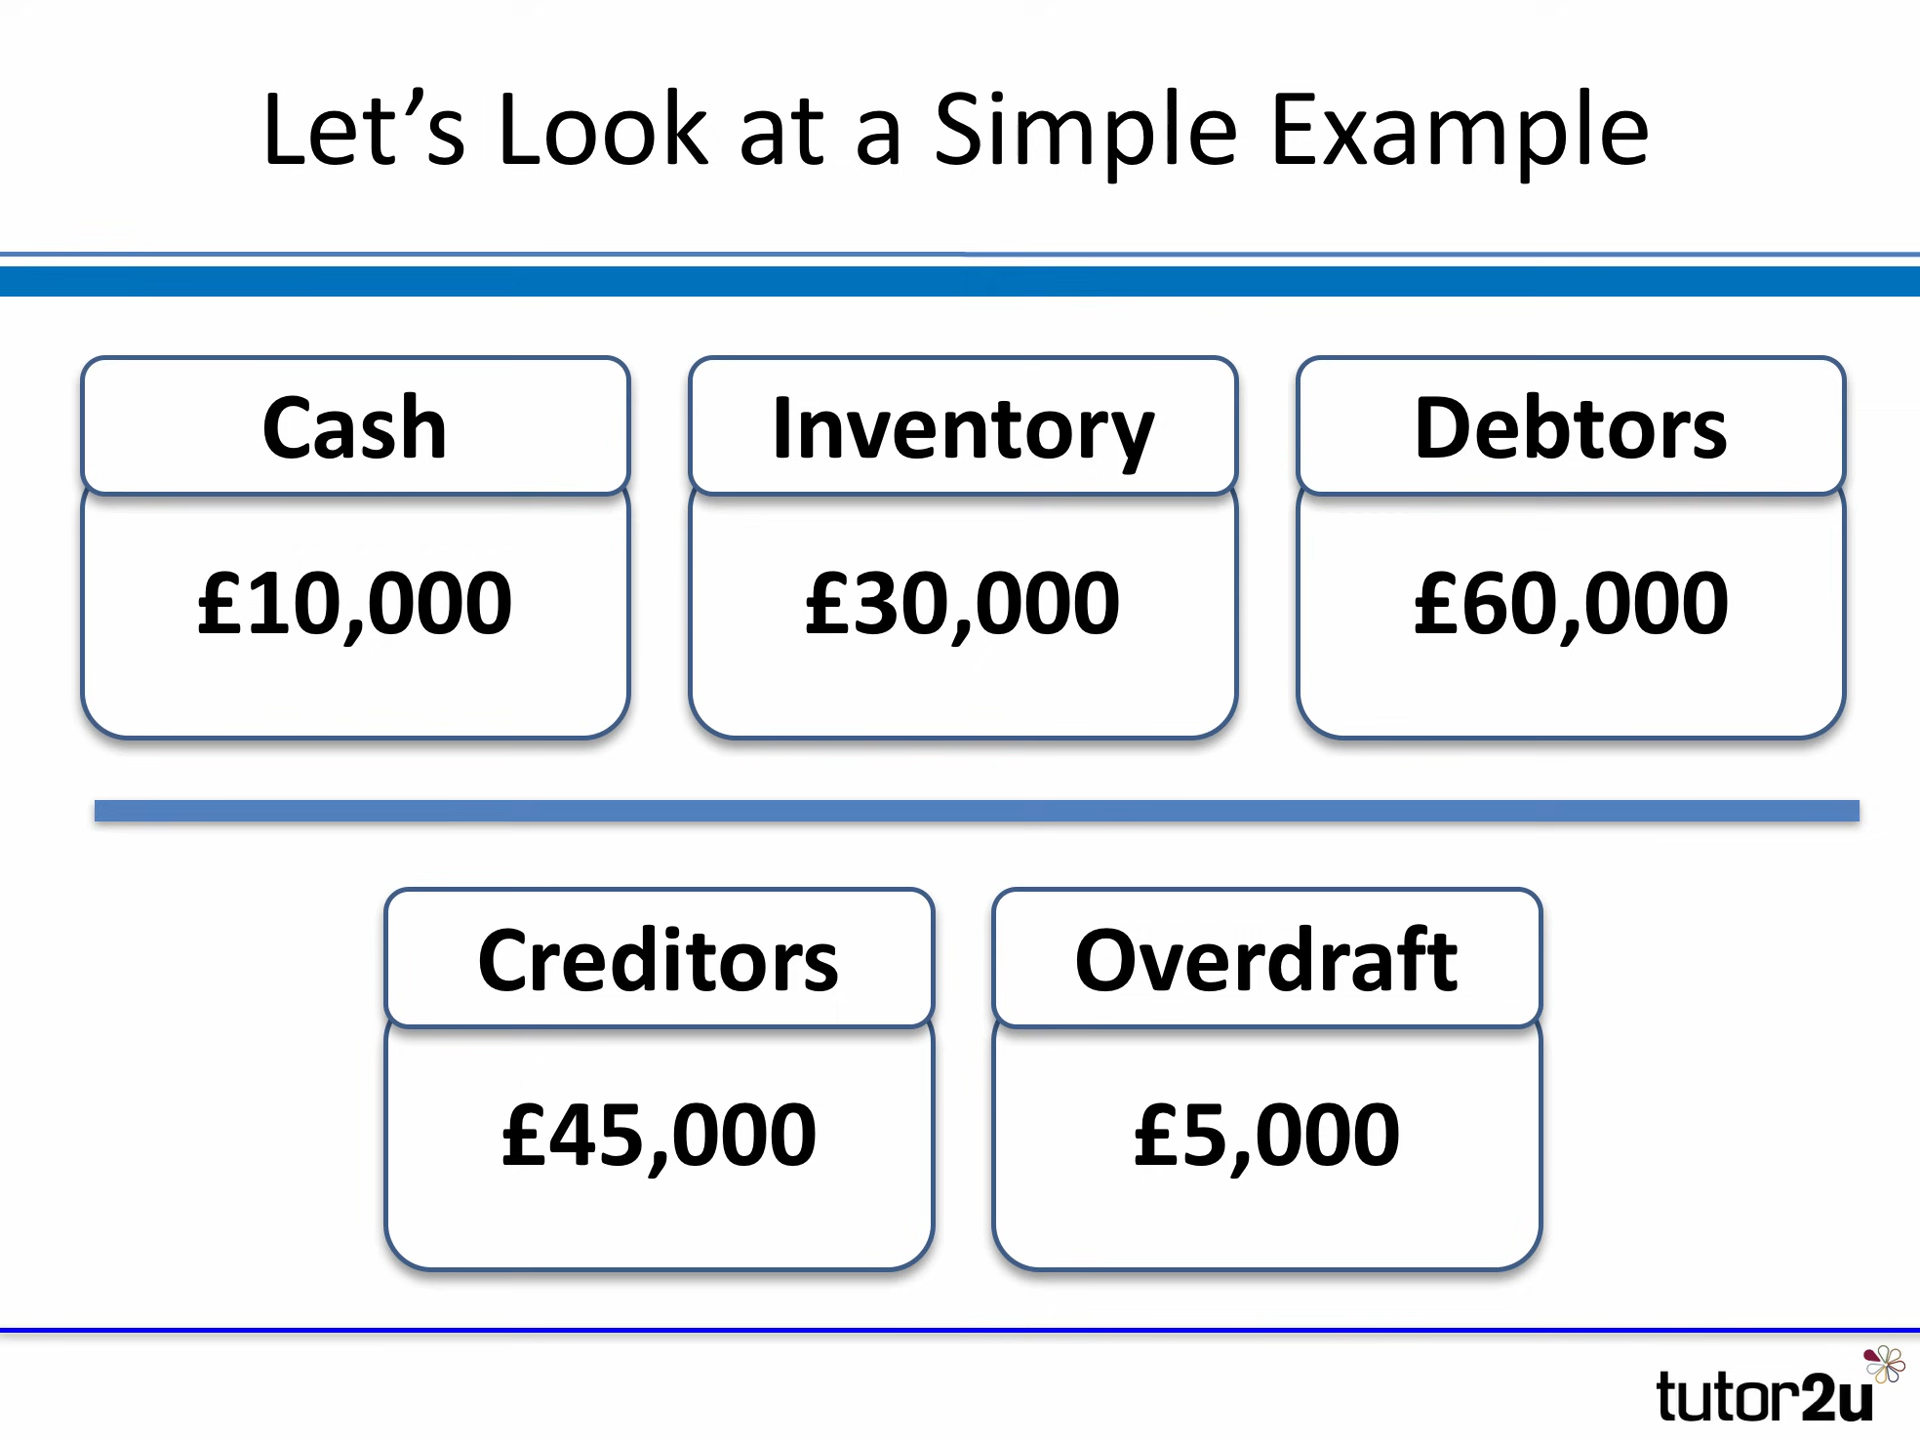 Let’s Look at a Simple Example
Cash
Inventory
Debtors
£10,000
£30,000
£60,000
Creditors
Overdraft
£45,000
£5,000
tutor2u